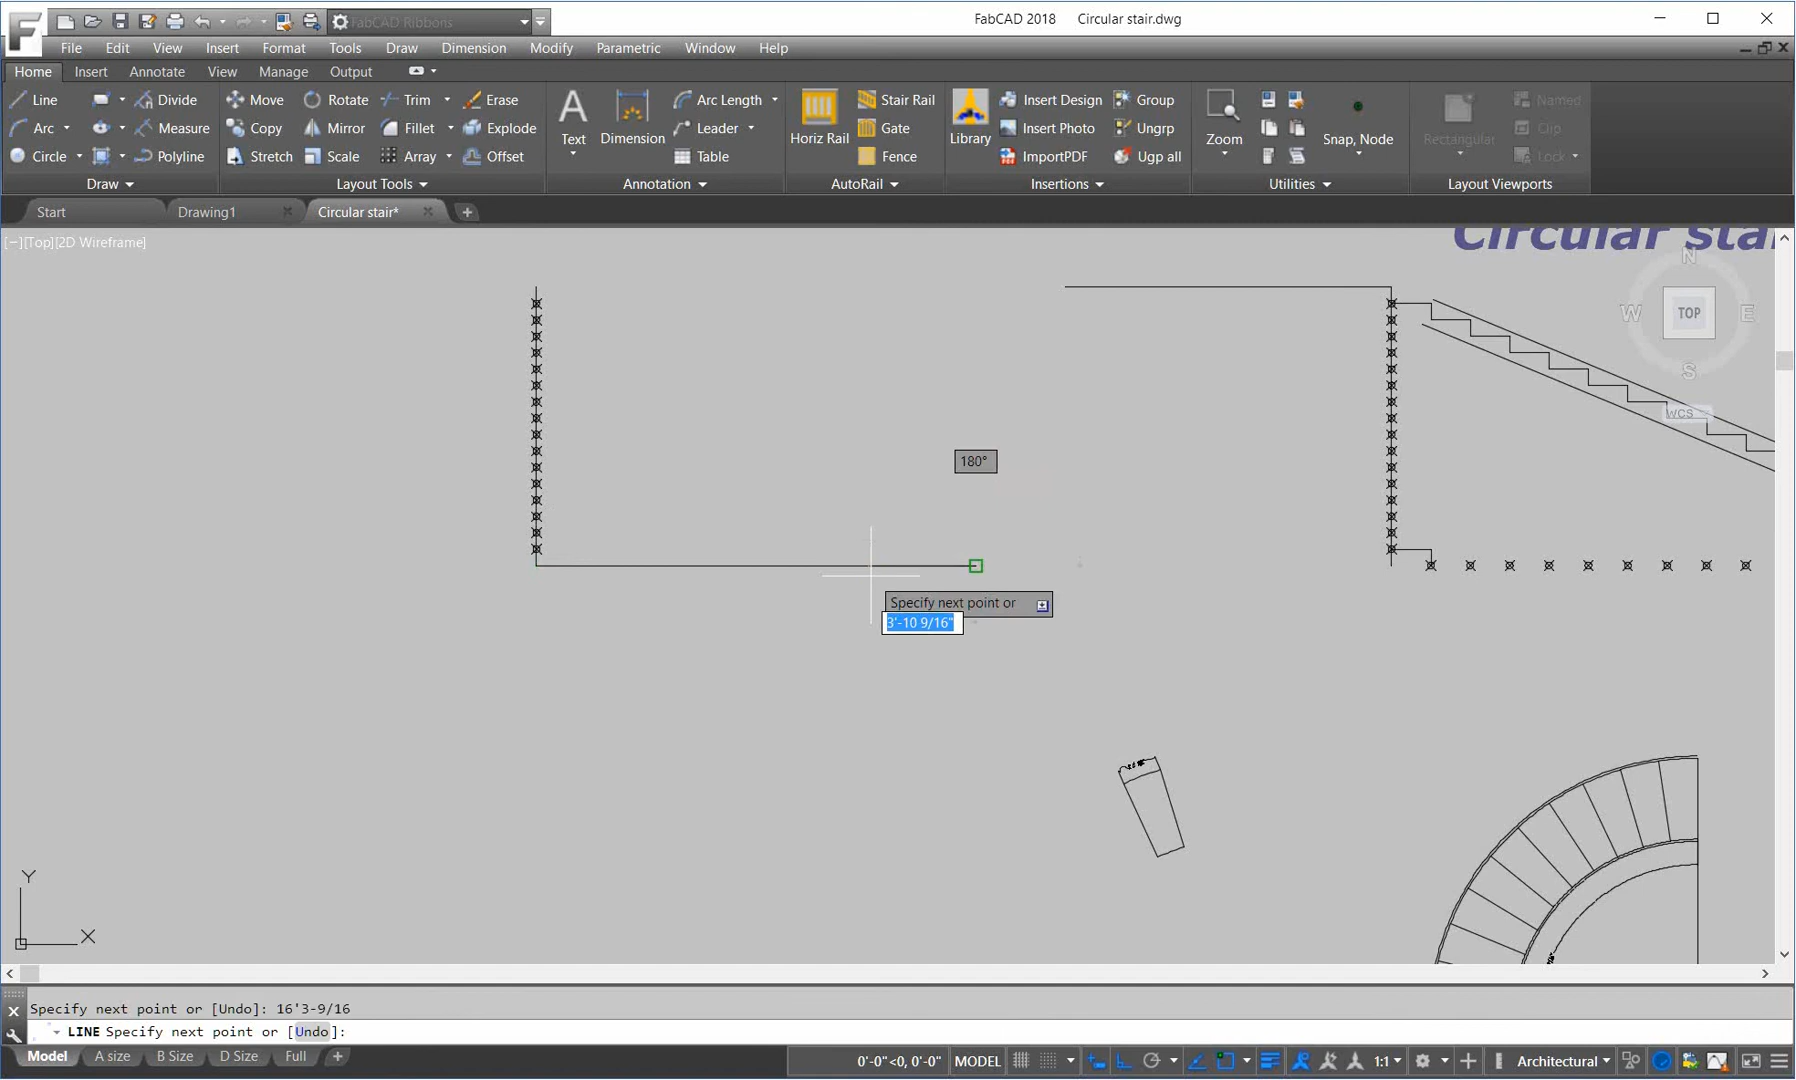 FabCAD Ribbons
FabCAD 2018 Circular stair.dwg
File Edit View Insert Format Tools Draw Dimension Modify Parametric Window Help
Home Insert Annotate View Manage Output
Line Divide Move Rotate Trim Erase Arc Length Stair Rail Insert Design Group Named
Arc Measure Copy Mirror Fillet Explode Text Dimension Leader Horiz Rail Gate Library Insert Photo Ungrp Zoom Snap, Node Rectangular Clip
Circle Polyline Stretch Scale Array Offset Table Fence ImportPDF Ugp all Lock
Draw Layout Tools Annotation AutoRail Insertions Utilities Layout Viewports
Start Drawing1 Circular stair*
[−][Top][2D Wireframe]
Circular stai
N
W TOP E
S
WCS
180°
Specify next point or
3'-10 9/16"
Y
X
Specify next point or [Undo]: 16'3-9/16
LINE Specify next point or [Undo]:
Model A size B Size D Size Full
0'-0"<0, 0'-0" MODEL 1:1 Architectural